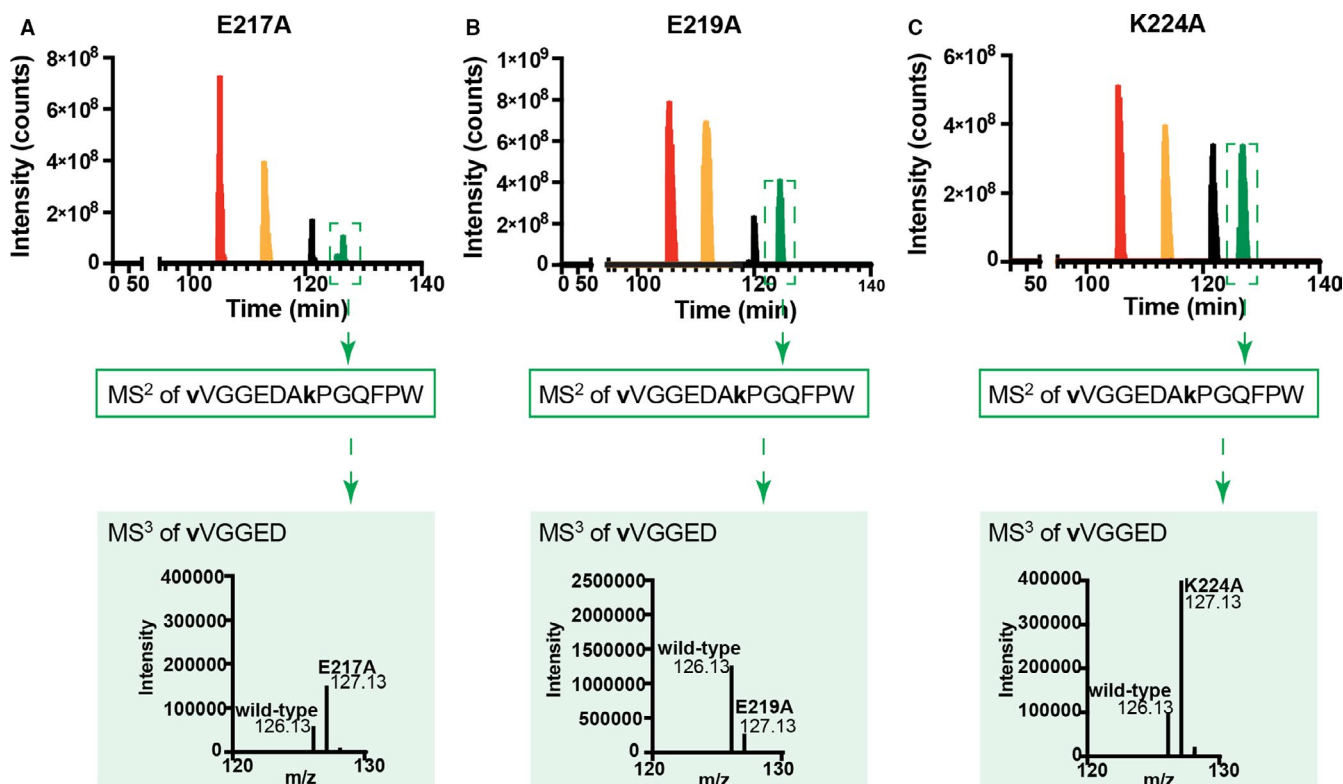 A
E217A
Intensity (counts)
8×10⁸
6×10⁸
4×10⁸
2×10⁸
0
0 50 100 120 140
Time (min)
MS² of vVGGEDAkPGQFPW
MS³ of vVGGED
Intensity
400000
300000
200000
100000
0
E217A
127.13
wild-type
126.13
120 130
m/z
B
E219A
Intensity (counts)
1×10⁹
8×10⁸
6×10⁸
4×10⁸
2×10⁸
0
0 50 100 120 140
Time (min)
MS² of vVGGEDAkPGQFPW
MS³ of vVGGED
Intensity
2500000
2000000
1500000
1000000
500000
0
wild-type
126.13
E219A
127.13
120 130
m/z
C
K224A
Intensity (counts)
6×10⁸
4×10⁸
2×10⁸
0
0 50 100 120 140
Time (min)
MS² of vVGGEDAkPGQFPW
MS³ of vVGGED
Intensity
400000
300000
200000
100000
0
K224A
127.13
wild-type
126.13
120 130
m/z